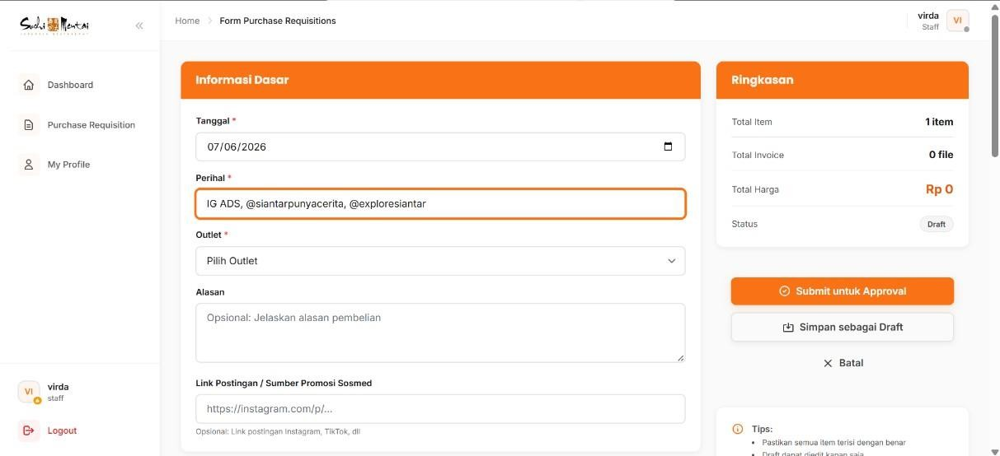 Sushi Mentai
«
Dashboard
Purchase Requisition
My Profile
VI
virda
staff
Logout
Home > Form Purchase Requisitions
virda
Staff
VI
Informasi Dasar
Tanggal *
07/06/2026
Perihal *
IG ADS, @siantarpunyacerita, @exploresiantar
Outlet *
Pilih Outlet
Alasan
Opsional: Jelaskan alasan pembelian
Link Postingan / Sumber Promosi Sosmed
https://instagram.com/p/...
Opsional: Link postingan Instagram, TikTok, dll
Ringkasan
Total Item 1 item
Total Invoice 0 file
Total Harga Rp 0
Status Draft
Submit untuk Approval
Simpan sebagai Draft
Batal
Tips:
• Pastikan semua item terisi dengan benar
• Draft dapat diedit kapan saja